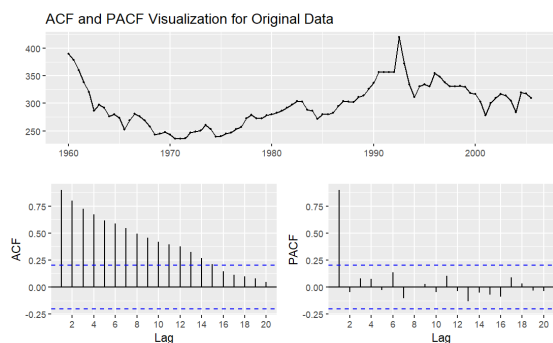 ACF and PACF Visualization for Original Data
400
350
300
250
1960 1970 1980 1990 2000
ACF
0.75
0.50
0.25
0.00
-0.25
2 4 6 8 10 12 14 16 18 20
Lag
PACF
0.75
0.50
0.25
0.00
-0.25
2 4 6 8 10 12 14 16 18 20
Lag